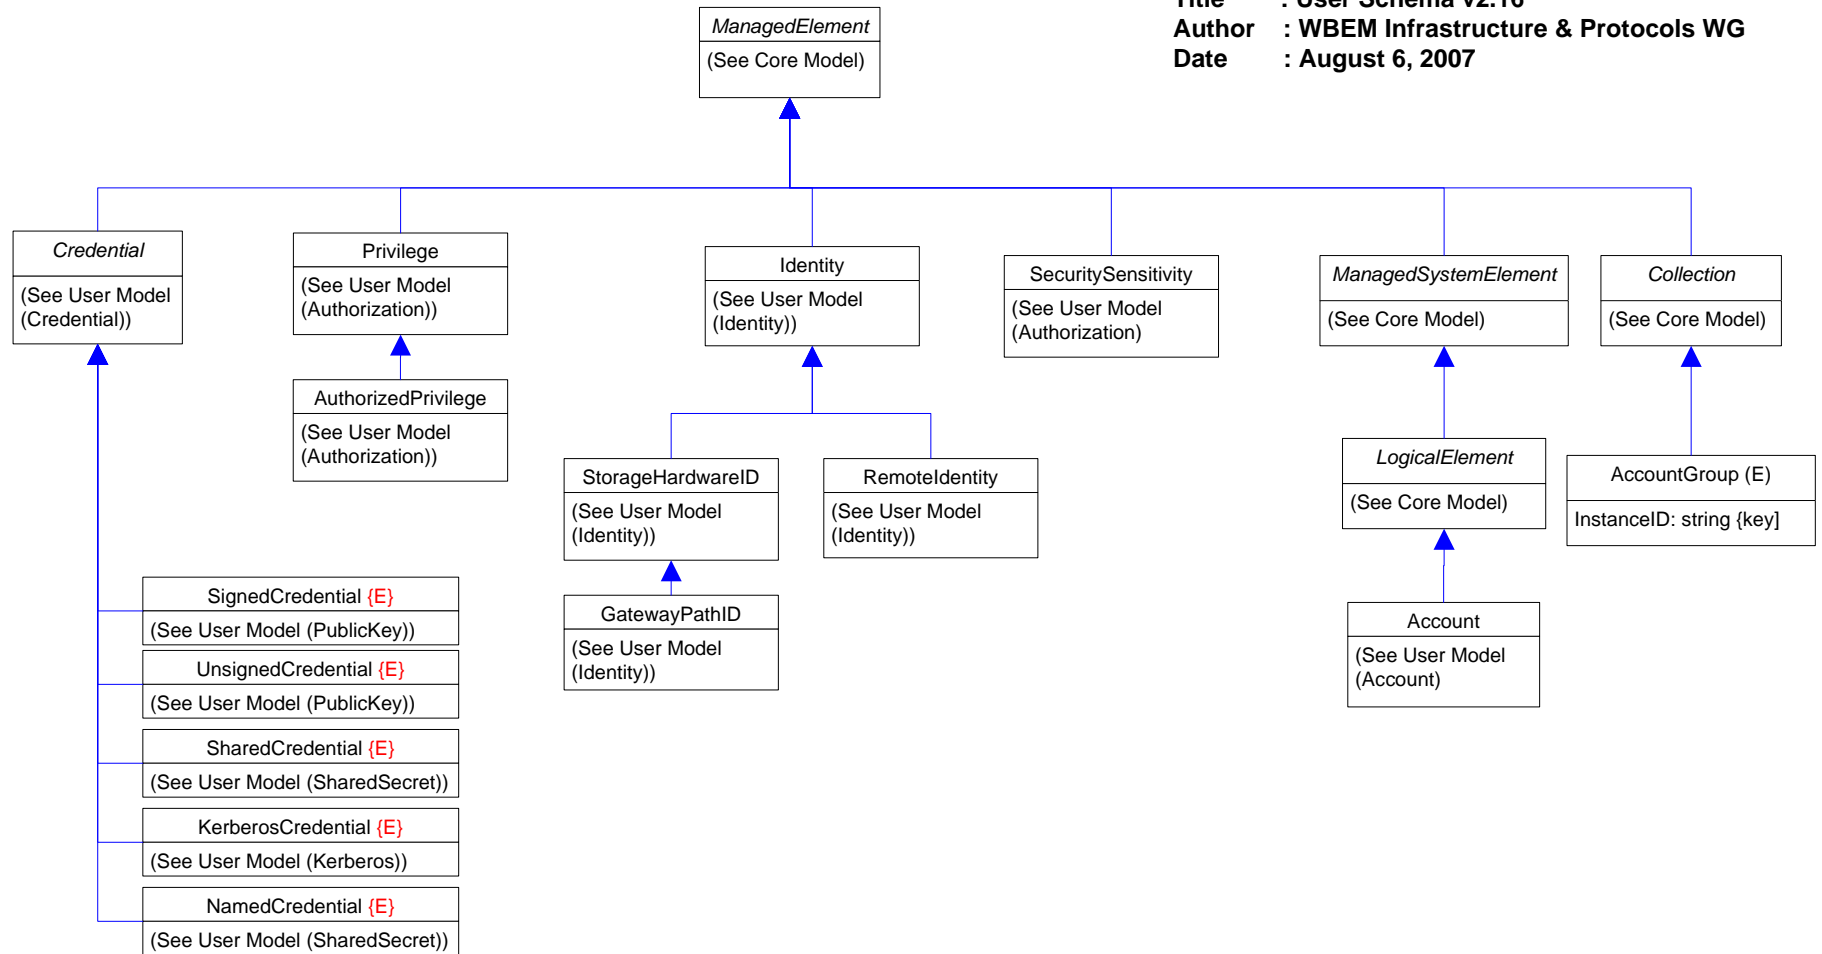 Title : User Schema v2.16
Author : WBEM Infrastructure & Protocols WG
Date : August 6, 2007
ManagedElement
(See Core Model)
Credential
(See User Model
(Credential))
Privilege
(See User Model
(Authorization))
Identity
(See User Model
(Identity))
SecuritySensitivity
(See User Model
(Authorization)
ManagedSystemElement
(See Core Model)
Collection
(See Core Model)
AuthorizedPrivilege
(See User Model
(Authorization))
StorageHardwareID
(See User Model
(Identity))
RemoteIdentity
(See User Model
(Identity))
LogicalElement
(See Core Model)
AccountGroup (E)
InstanceID: string {key]
GatewayPathID
(See User Model
(Identity))
Account
(See User Model
(Account)
SignedCredential {E}
(See User Model (PublicKey))
UnsignedCredential {E}
(See User Model (PublicKey))
SharedCredential {E}
(See User Model (SharedSecret))
KerberosCredential {E}
(See User Model (Kerberos))
NamedCredential {E}
(See User Model (SharedSecret))